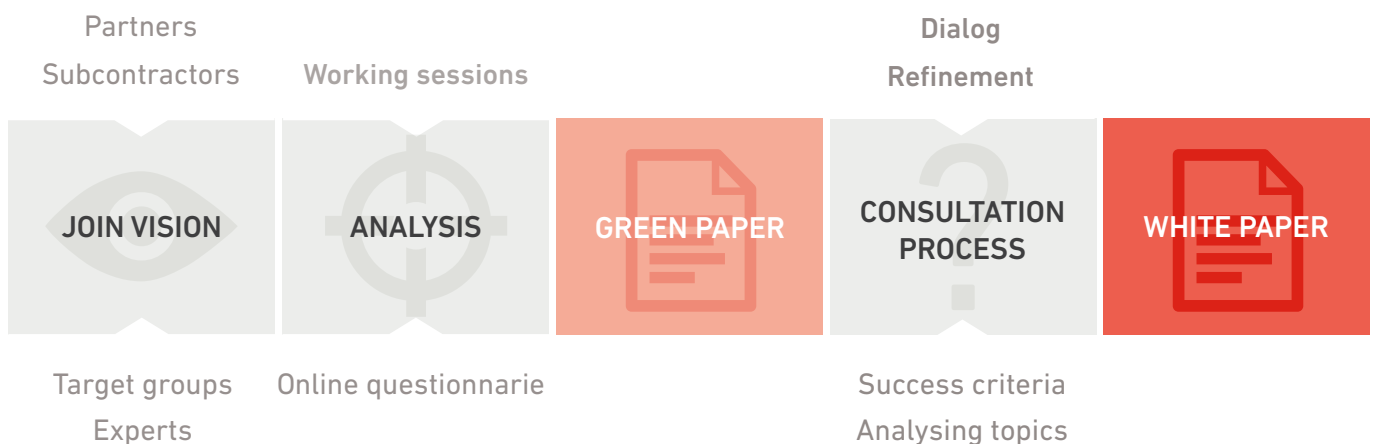 Partners
Subcontractors
Working sessions
Dialog
Refinement
JOIN VISION
ANALYSIS
GREEN PAPER
CONSULTATION
PROCESS
WHITE PAPER
Target groups
Experts
Online questionnarie
Success criteria
Analysing topics